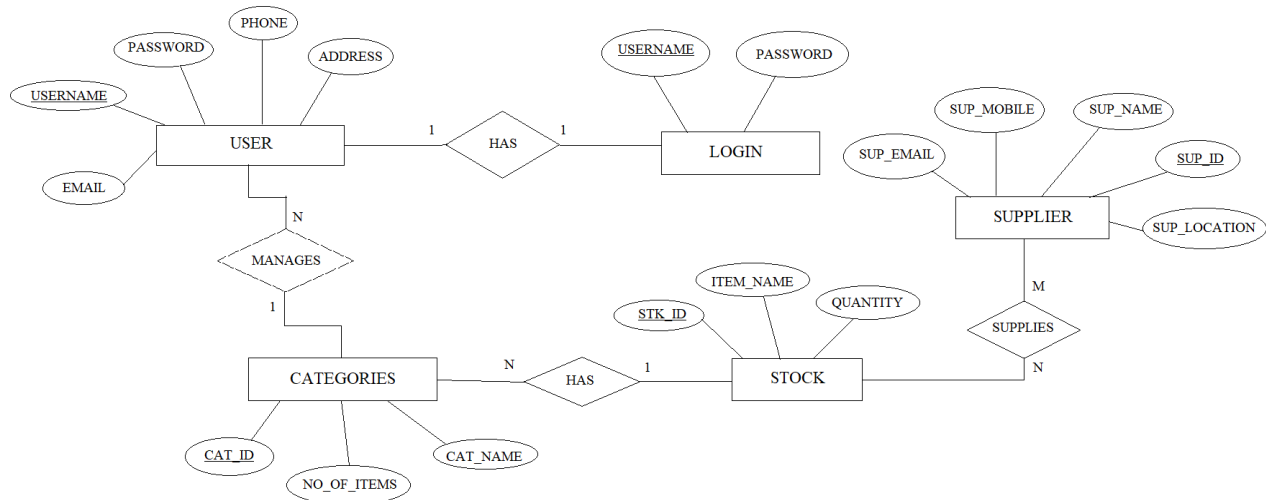 PHONE
PASSWORD
ADDRESS
USERNAME
USER
EMAIL
1
HAS
1
USERNAME
PASSWORD
LOGIN
SUP_MOBILE
SUP_NAME
SUP_EMAIL
SUP_ID
SUPPLIER
SUP_LOCATION
N
MANAGES
1
M
SUPPLIES
N
ITEM_NAME
STK_ID
QUANTITY
CATEGORIES
N
HAS
1
STOCK
CAT_ID
NO_OF_ITEMS
CAT_NAME